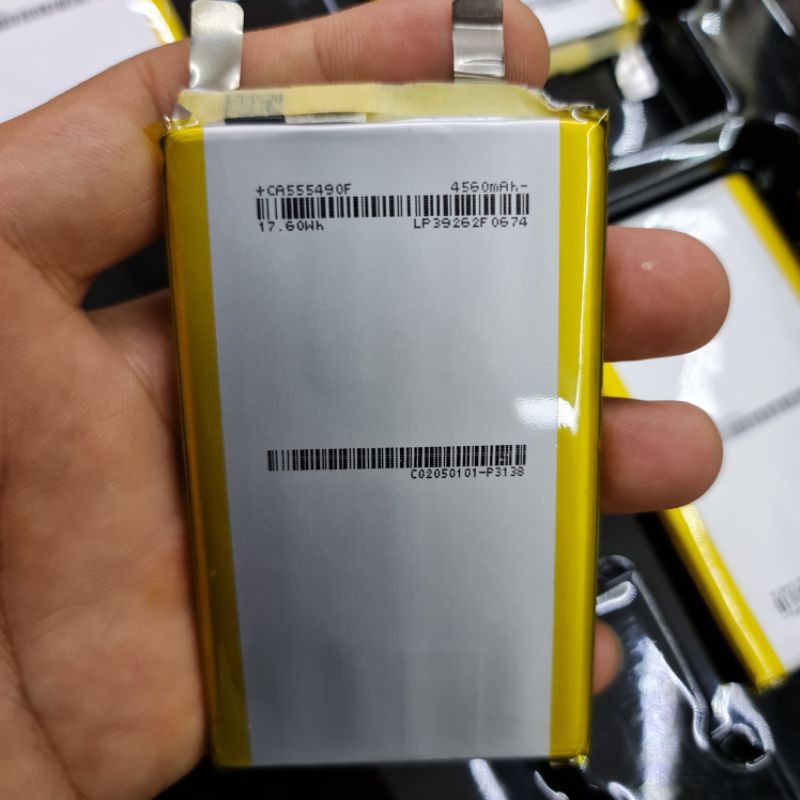 +CA555490F 4560mAh-
17.60Wh LP39262F0674
C02050101-P3138